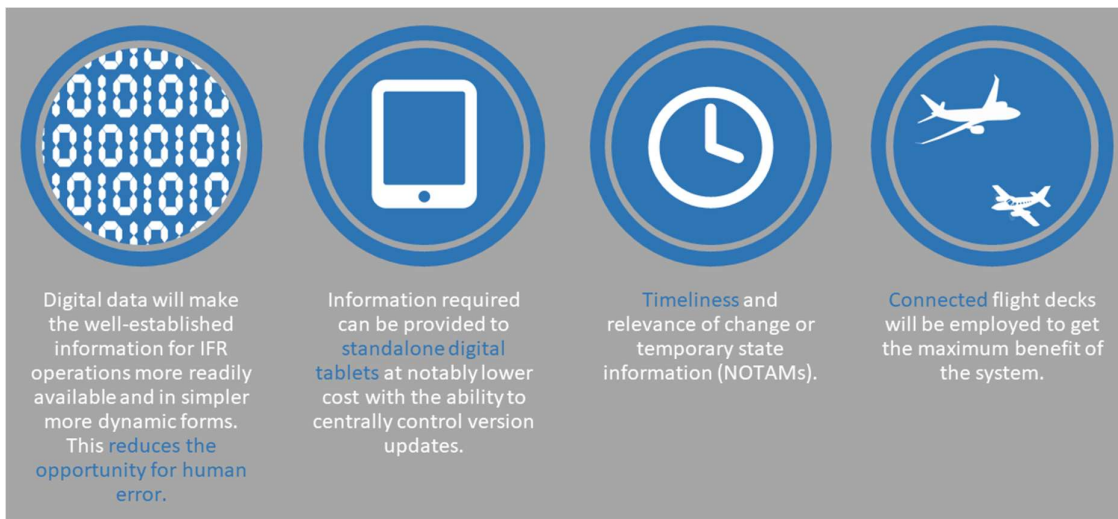 Digital data will make
the well-established
information for IFR
operations more readily
available and in simpler
more dynamic forms.
This reduces the
opportunity for human
error.
Information required
can be provided to
standalone digital
tablets at notably lower
cost with the ability to
centrally control version
updates.
Timeliness and
relevance of change or
temporary state
information (NOTAMs).
Connected flight decks
will be employed to get
the maximum benefit of
the system.